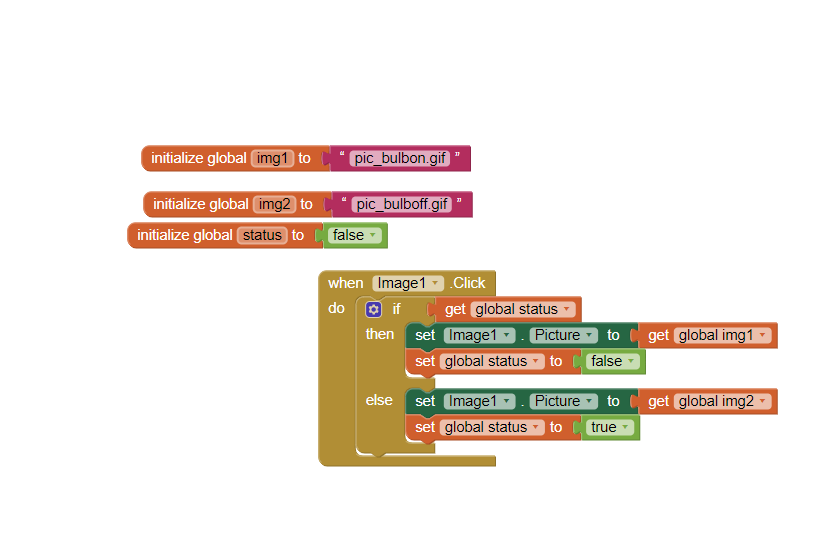 initialize global img1 to “ pic_bulbon.gif ”
initialize global img2 to “ pic_bulboff.gif ”
initialize global status to false
when Image1 .Click
do if get global status
then set Image1 . Picture to get global img1
set global status to false
else set Image1 . Picture to get global img2
set global status to true